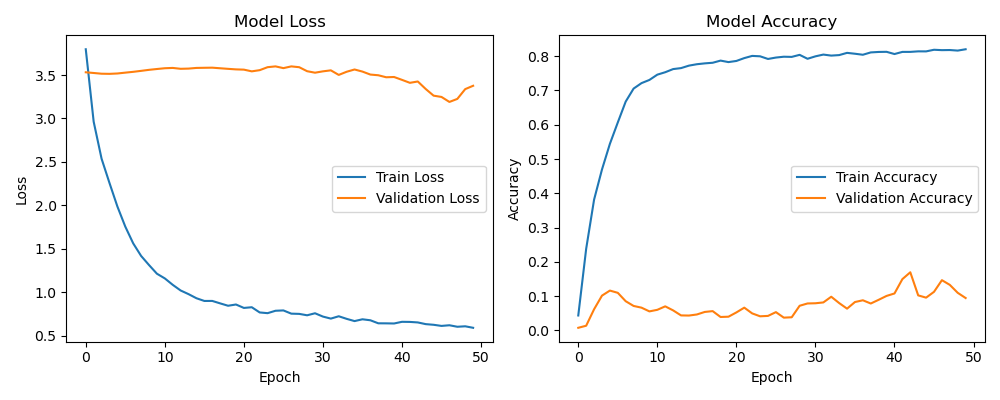 Model Loss
Loss
3.5
3.0
2.5
2.0
1.5
1.0
0.5
Train Loss
Validation Loss
0 10 20 30 40 50
Epoch
Model Accuracy
Accuracy
0.8
0.7
0.6
0.5
0.4
0.3
0.2
0.1
0.0
Train Accuracy
Validation Accuracy
0 10 20 30 40 50
Epoch